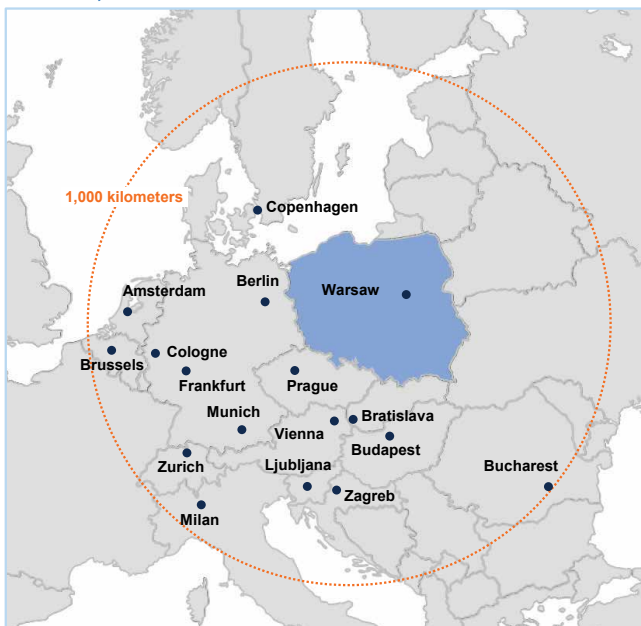 1,000 kilometers
Copenhagen
Berlin
Warsaw
Amsterdam
Brussels
Cologne
Frankfurt
Prague
Munich
Bratislava
Vienna
Budapest
Zurich
Ljubljana
Bucharest
Zagreb
Milan